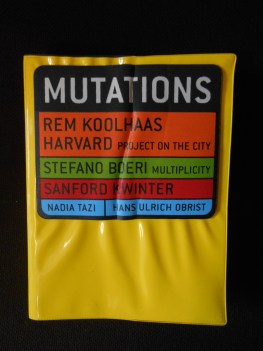 MUTATIONS
REM KOOLHAAS
HARVARD PROJECT ON THE CITY
STEFANO BOERI MULTIPLICITY
SANFORD KWINTER
NADIA TAZI HANS ULRICH OBRIST